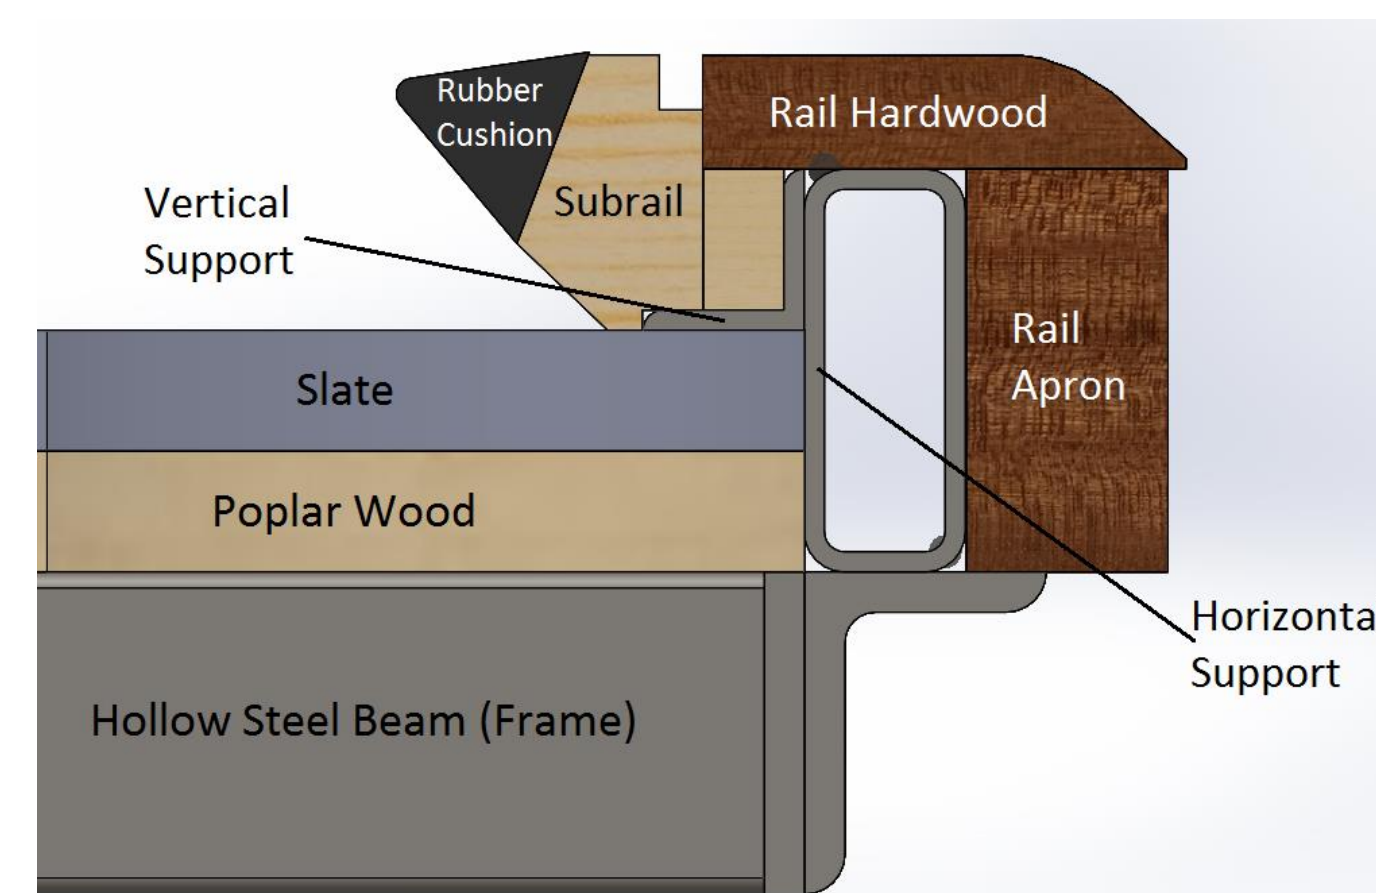 Rubber
Cushion
Rail Hardwood
Vertical
Support
Subrail
Rail
Apron
Slate
Poplar Wood
Horizonta
Support
Hollow Steel Beam (Frame)